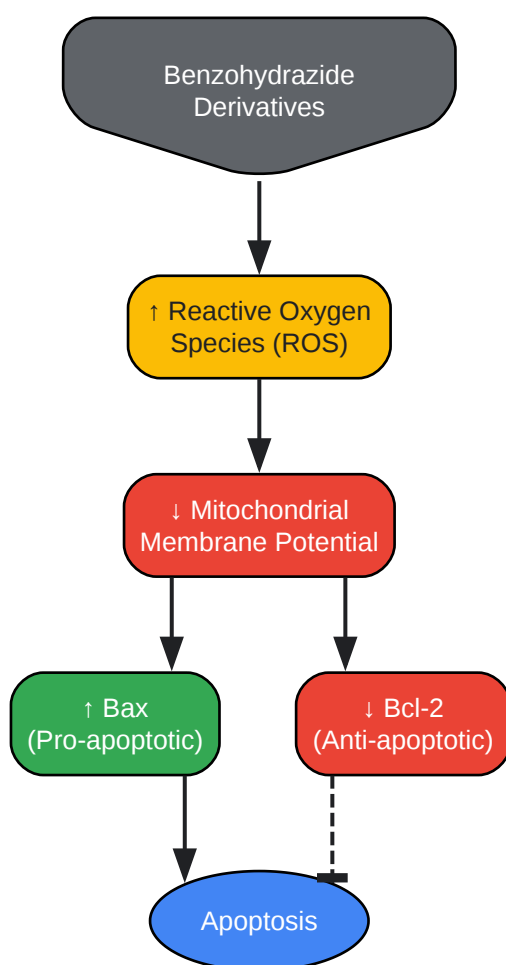 Benzohydrazide
Derivatives
↑ Reactive Oxygen
Species (ROS)
↓ Mitochondrial
Membrane Potential
↑ Bax
(Pro-apoptotic)
↓ Bcl-2
(Anti-apoptotic)
Apoptosis